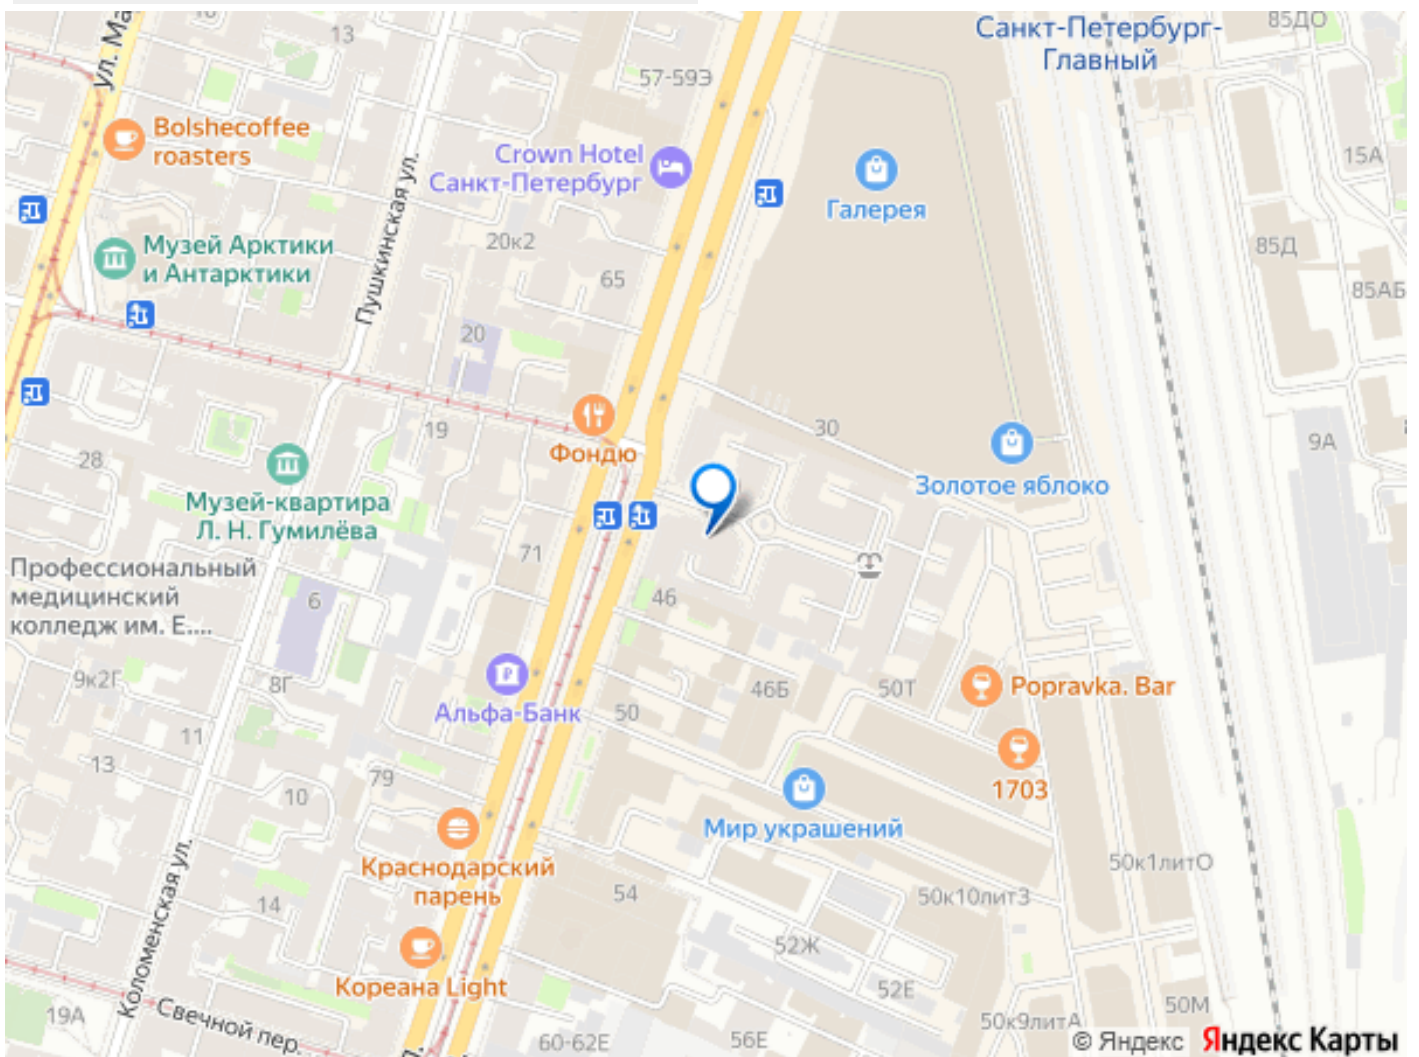 ул. Ма
13
57-59Э
Санкт-Петербург-
Главный
85ДО
Bolshecoffee
roasters
Crown Hotel
Санкт-Петербург
Галерея
15А
Пушкинская ул.
Музей Арктики
и Антарктики
20к2
65
85Д
85АБ
20
19
Фондю
30
Золотое яблоко
9А
28
Музей-квартира
Л. Н. Гумилёва
71
Профессиональный
медицинский
колледж им. Е....
6
46
9к2Г
8Г
Альфа-Банк
50
46Б
50Т
Popravka. Bar
11
13
79
10
1703
Мир украшений
Краснодарский
парень
Коломенская ул.
14
54
50к10литЗ
50к1литО
Кореана Light
52Ж
52Е
19А
Свечной пер.
60-62Е
56Е
50к9литА
50М
© Яндекс Яндекс Карты